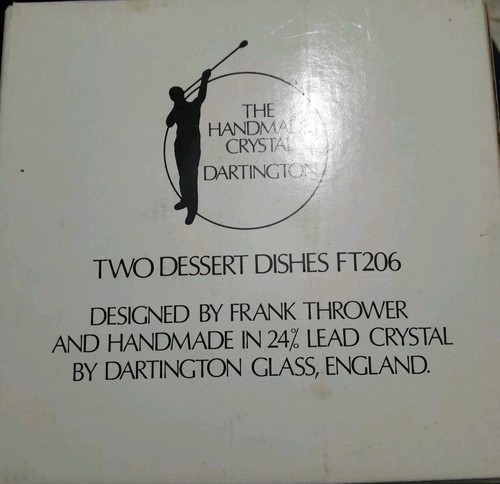 THE
HANDMADE
CRYSTAL
DARTINGTON
TWO DESSERT DISHES FT206
DESIGNED BY FRANK THROWER
AND HANDMADE IN 24% LEAD CRYSTAL
BY DARTINGTON GLASS, ENGLAND.